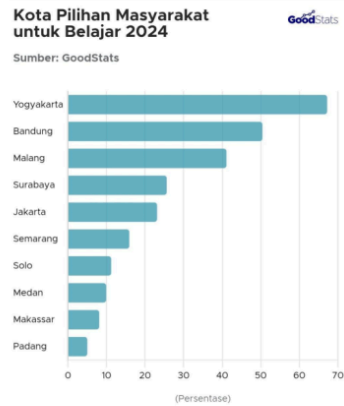 Kota Pilihan Masyarakat
untuk Belajar 2024
GoodStats
Sumber: GoodStats
Yogyakarta
Bandung
Malang
Surabaya
Jakarta
Semarang
Solo
Medan
Makassar
Padang
0 10 20 30 40 50 60 70
(Persentase)